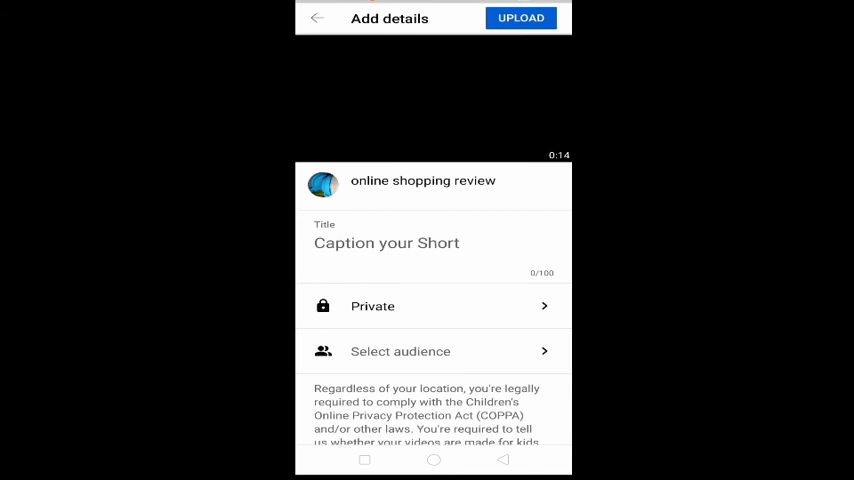 Add details
UPLOAD
0:14
online shopping review
Title
Caption your Short
0/100
Private
Select audience
Regardless of your location, you're legally
required to comply with the Children's
Online Privacy Protection Act (COPPA)
and/or other laws. You're required to tell
us whether your videos are made for kids.